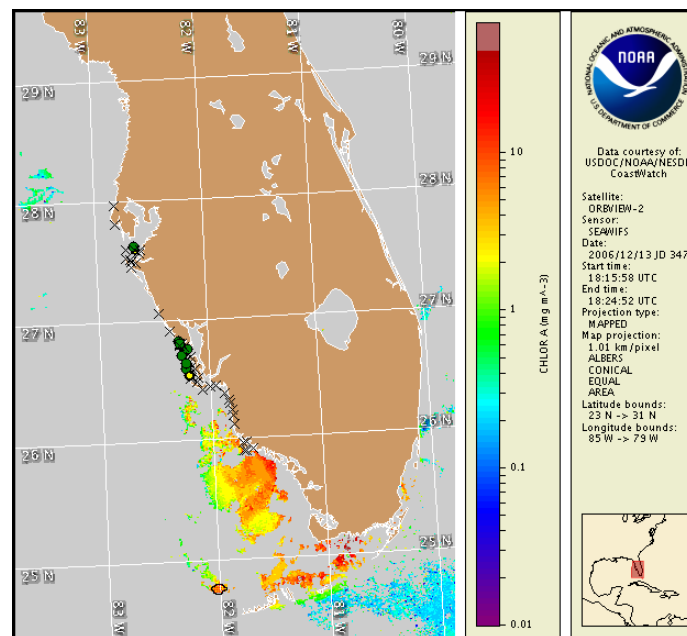 83 W
82 W
81 W
80 W
29 N
29 N
28 N
28 N
27 N
27 N
26 N
26 N
25 N
25 N
83 W
82 W
81 W
10
1
0.1
0.01
CHLOR A (mg m^-3)
NATIONAL OCEANIC AND ATMOSPHERIC ADMINISTRATION
NOAA
U.S. DEPARTMENT OF COMMERCE
Data courtesy of:
USDOC/NOAA/NESDI
CoastWatch
Satellite:
ORBVIEW-2
Sensor:
SEAWIFS
Date:
2006/12/13 JD 347
Start time:
18:15:58 UTC
End time:
18:24:52 UTC
Projection type:
MAPPED
Map projection:
1.01 km/pixel
ALBERS
CONICAL
EQUAL
AREA
Latitude bounds:
23 N -> 31 N
Longitude bounds:
85 W -> 79 W